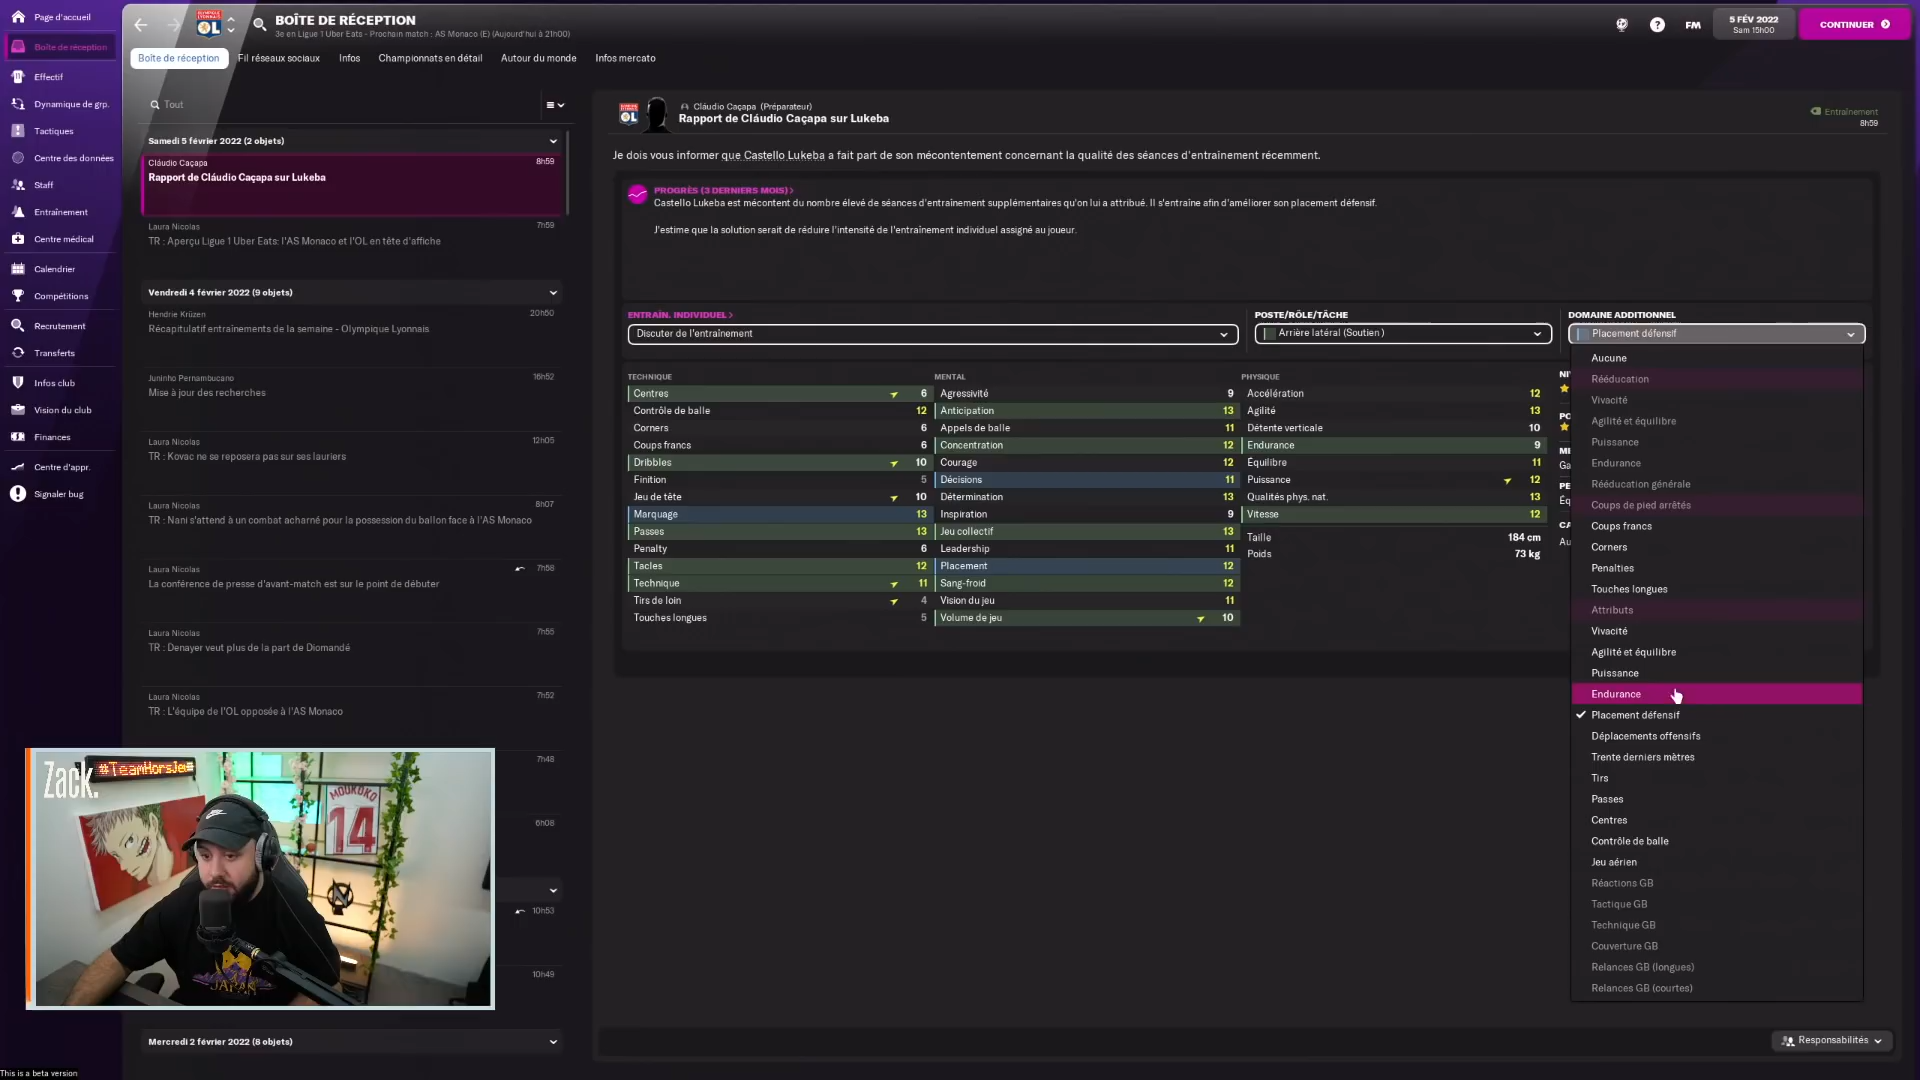 Page d'accueil
Boîte de réception
Effectif
Dynamique de grp.
Tactiques
Centre des données
Staff
Entraînement
Centre médical
Calendrier
Compétitions
Recrutement
Transferts
Infos club
Vision du club
Finances
Centre d'appr.
Signaler bug
OL
BOÎTE DE RÉCEPTION
3e en Ligue 1 Uber Eats - Prochain match : AS Monaco (E) (Aujourd'hui à 21h00)
FM
5 FÉV 2022
Sam 15h00
CONTINUER
Boîte de réception
Fil réseaux sociaux
Infos
Championnats en détail
Autour du monde
Infos mercato
Tout
Samedi 5 février 2022 (2 objets)
Cláudio Caçapa 8h59
Rapport de Cláudio Caçapa sur Lukeba
Laura Nicolas 7h59
TR : Aperçu Ligue 1 Uber Eats: l'AS Monaco et l'OL en tête d'affiche
Vendredi 4 février 2022 (9 objets)
Hendrie Krüzen 20h50
Récapitulatif entraînements de la semaine - Olympique Lyonnais
Juninho Pernambucano 16h52
Mise à jour des recherches
Laura Nicolas 12h05
TR : Kovac ne se reposera pas sur ses lauriers
Laura Nicolas 8h07
TR : Nani s'attend à un combat acharné pour la possession du ballon face à l'AS Monaco
Laura Nicolas 7h58
La conférence de presse d'avant-match est sur le point de débuter
Laura Nicolas 7h55
TR : Denayer veut plus de la part de Diomandé
Laura Nicolas 7h52
TR : L'équipe de l'OL opposée à l'AS Monaco
7h48
6h08
10h53
10h49
Mercredi 2 février 2022 (8 objets)
Cláudio Caçapa (Préparateur)
Rapport de Cláudio Caçapa sur Lukeba
Entraînement
8h59
Je dois vous informer que Castello Lukeba a fait part de son mécontentement concernant la qualité des séances d'entraînement récemment.
PROGRÈS (3 DERNIERS MOIS) >
Castello Lukeba est mécontent du nombre élevé de séances d'entraînement supplémentaires qu'on lui a attribué. Il s'entraîne afin d'améliorer son placement défensif.
J'estime que la solution serait de réduire l'intensité de l'entraînement individuel assigné au joueur.
ENTRAÎN. INDIVIDUEL >
Discuter de l'entraînement
POSTE/RÔLE/TÂCHE
Arrière latéral (Soutien )
DOMAINE ADDITIONNEL
Placement défensif
TECHNIQUE
Centres 6
Contrôle de balle 12
Corners 6
Coups francs 6
Dribbles 10
Finition 5
Jeu de tête 10
Marquage 13
Passes 13
Penalty 6
Tacles 12
Technique 11
Tirs de loin 4
Touches longues 5
MENTAL
Agressivité 9
Anticipation 13
Appels de balle 11
Concentration 12
Courage 12
Décisions 11
Détermination 13
Inspiration 9
Jeu collectif 13
Leadership 11
Placement 12
Sang-froid 12
Vision du jeu 11
Volume de jeu 10
PHYSIQUE
Accélération 12
Agilité 13
Détente verticale 10
Endurance 9
Équilibre 11
Puissance 12
Qualités phys. nat. 13
Vitesse 12
Taille 184 cm
Poids 73 kg
Aucune
Rééducation
Vivacité
Agilité et équilibre
Puissance
Endurance
Rééducation générale
Coups de pied arrêtés
Coups francs
Corners
Penalties
Touches longues
Attributs
Vivacité
Agilité et équilibre
Puissance
Endurance
Placement défensif
Déplacements offensifs
Trente derniers mètres
Tirs
Passes
Centres
Contrôle de balle
Jeu aérien
Réactions GB
Tactique GB
Technique GB
Couverture GB
Relances GB (longues)
Relances GB (courtes)
Responsabilités
Zack.
#TeamHorsJeu
MOUKOKO
14
JAPAN
This is a beta version